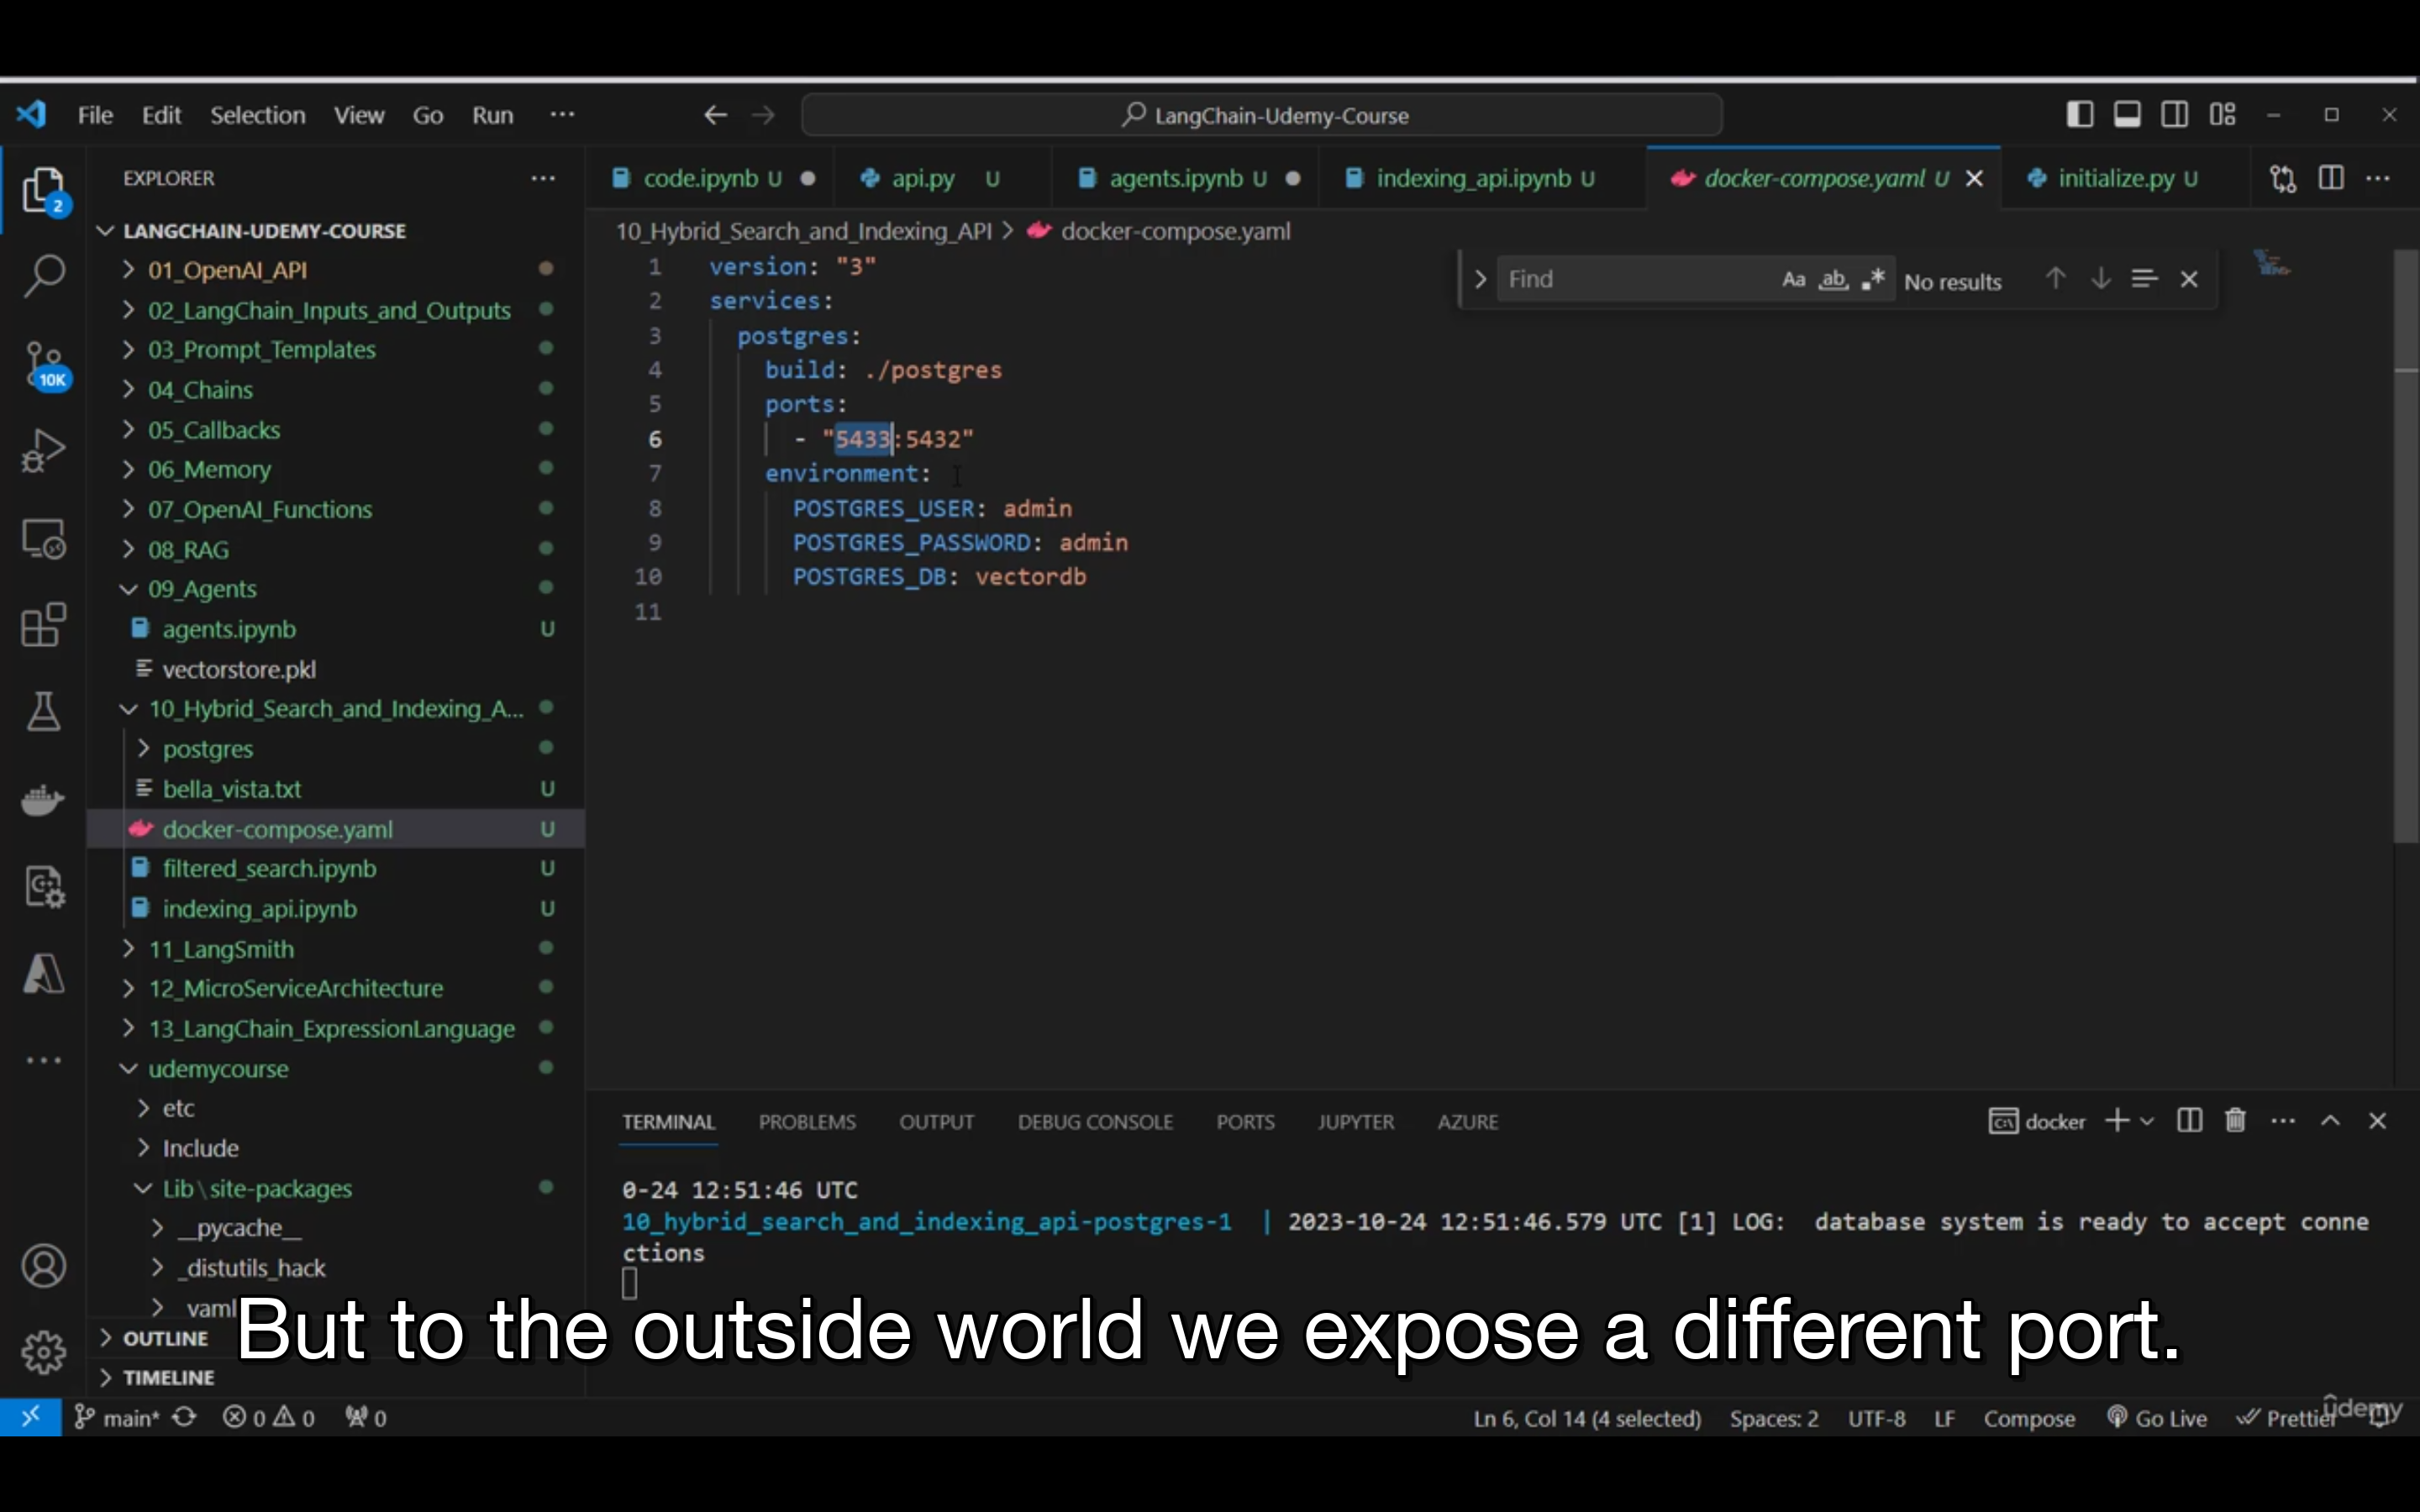 File Edit Selection View Go Run ··· LangChain-Udemy-Course
EXPLORER ···
code.ipynb U api.py U agents.ipynb U indexing_api.ipynb U docker-compose.yaml U initialize.py U ···
2
10K
LANGCHAIN-UDEMY-COURSE
01_OpenAI_API
02_LangChain_Inputs_and_Outputs
03_Prompt_Templates
04_Chains
05_Callbacks
06_Memory
07_OpenAI_Functions
08_RAG
09_Agents
agents.ipynb U
vectorstore.pkl
10_Hybrid_Search_and_Indexing_A...
postgres
bella_vista.txt U
docker-compose.yaml U
filtered_search.ipynb U
indexing_api.ipynb U
11_LangSmith
12_MicroServiceArchitecture
13_LangChain_ExpressionLanguage
udemycourse
etc
Include
Lib\site-packages
__pycache__
_distutils_hack
yaml
OUTLINE
TIMELINE
10_Hybrid_Search_and_Indexing_API > docker-compose.yaml
Find Aa ab .* No results
1 version: "3"
2 services:
3 postgres:
4 build: ./postgres
5 ports:
6 - "5433:5432"
7 environment:
8 POSTGRES_USER: admin
9 POSTGRES_PASSWORD: admin
10 POSTGRES_DB: vectordb
11
TERMINAL PROBLEMS OUTPUT DEBUG CONSOLE PORTS JUPYTER AZURE docker ···
0-24 12:51:46 UTC
10_hybrid_search_and_indexing_api-postgres-1 | 2023-10-24 12:51:46.579 UTC [1] LOG: database system is ready to accept conne
ctions
But to the outside world we expose a different port.
main* 0 0 0 Ln 6, Col 14 (4 selected) Spaces: 2 UTF-8 LF Compose Go Live Prettier
udemy